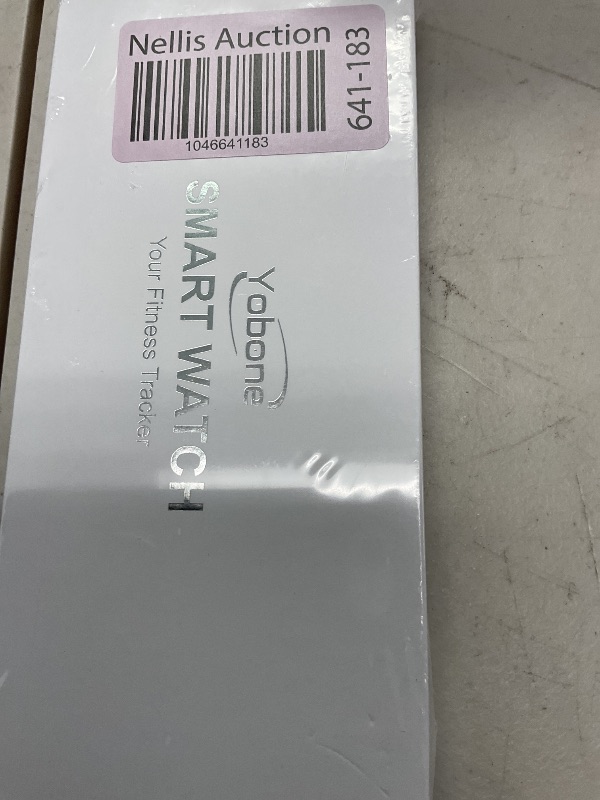 Nellis Auction
641-183
1046641183
Yobone
SMART WATCH
Your Fitness Tracker